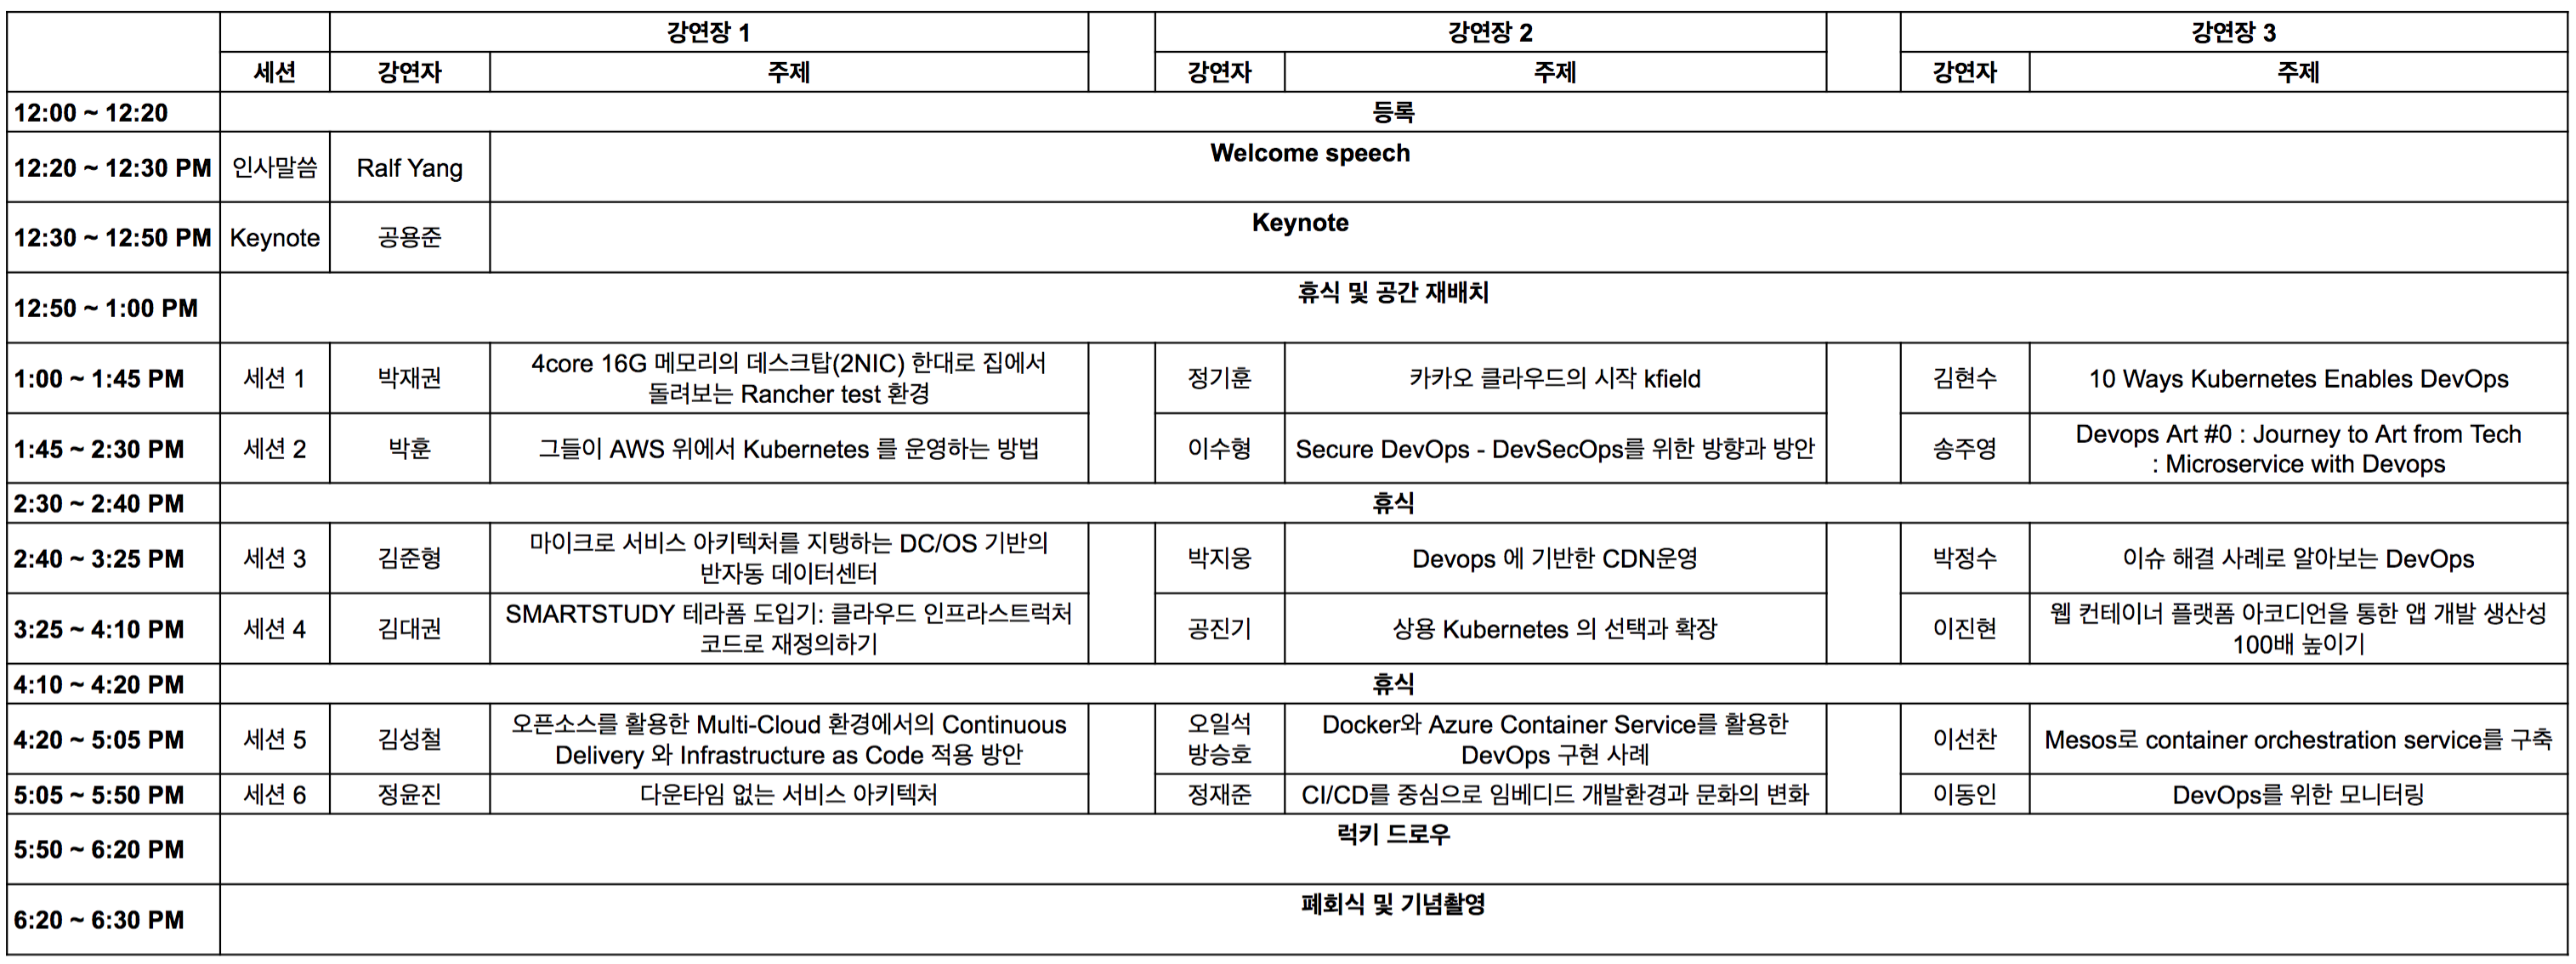 강연장 1 강연장 2 강연장 3
세션 강연자 주제 강연자 주제 강연자 주제
12:00 ~ 12:20 등록
12:20 ~ 12:30 PM 인사말씀 Ralf Yang Welcome speech
12:30 ~ 12:50 PM Keynote 공용준 Keynote
12:50 ~ 1:00 PM 휴식 및 공간 재배치
1:00 ~ 1:45 PM 세션 1 박재권
4core 16G 메모리의 데스크탑(2NIC) 한대로 집에서
돌려보는 Rancher test 환경
정기훈 카카오 클라우드의 시작 kfield
김현수 10 Ways Kubernetes Enables DevOps
1:45 ~ 2:30 PM 세션 2 박훈 그들이 AWS 위에서 Kubernetes 를 운영하는 방법
이수형 Secure DevOps - DevSecOps를 위한 방향과 방안
송주영
Devops Art #0 : Journey to Art from Tech
: Microservice with Devops
2:30 ~ 2:40 PM 휴식
2:40 ~ 3:25 PM 세션 3 김준형
마이크로 서비스 아키텍처를 지탱하는 DC/OS 기반의
반자동 데이터센터
박지웅 Devops 에 기반한 CDN운영
박정수 이슈 해결 사례로 알아보는 DevOps
3:25 ~ 4:10 PM 세션 4 김대권
SMARTSTUDY 테라폼 도입기: 클라우드 인프라스트럭처
코드로 재정의하기
공진기 상용 Kubernetes 의 선택과 확장
이진현
웹 컨테이너 플랫폼 아코디언을 통한 앱 개발 생산성
100배 높이기
4:10 ~ 4:20 PM 휴식
4:20 ~ 5:05 PM 세션 5 김성철
오픈소스를 활용한 Multi-Cloud 환경에서의 Continuous
Delivery 와 Infrastructure as Code 적용 방안
오일석
방승호
Docker와 Azure Container Service를 활용한
DevOps 구현 사례
이선찬 Mesos로 container orchestration service를 구축
5:05 ~ 5:50 PM 세션 6 정윤진 다운타임 없는 서비스 아키텍처
정재준 CI/CD를 중심으로 임베디드 개발환경과 문화의 변화
이동인 DevOps를 위한 모니터링
5:50 ~ 6:20 PM 럭키 드로우
6:20 ~ 6:30 PM 폐회식 및 기념촬영